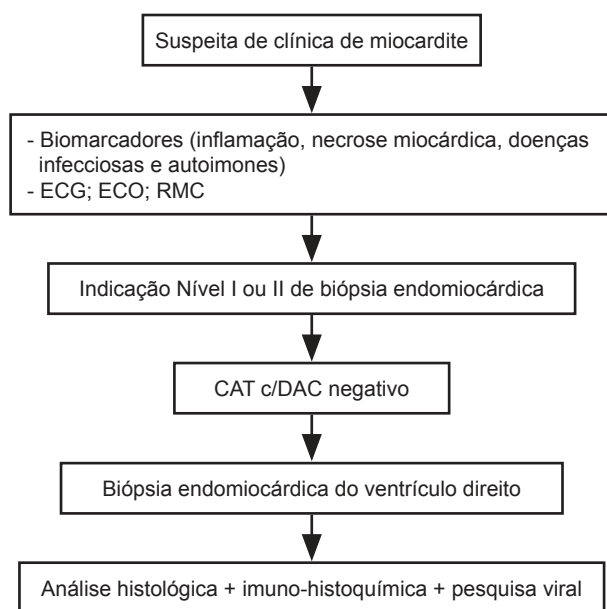 Suspeita de clínica de miocardite
- Biomarcadores (inflamação, necrose miocárdica, doenças
infecciosas e autoimones)
- ECG; ECO; RMC
Indicação Nível I ou II de biópsia endomiocárdica
CAT c/DAC negativo
Biópsia endomiocárdica do ventrículo direito
Análise histológica + imuno-histoquímica + pesquisa viral